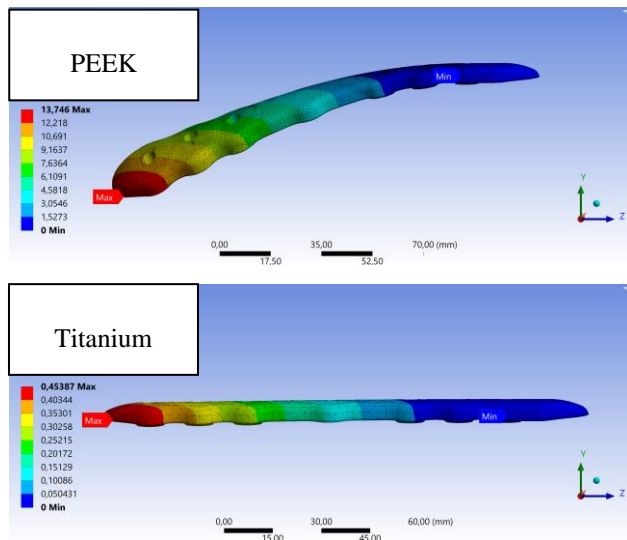 PEEK
13,746 Max
12,218
10,691
9,1637
7,6364
6,1091
4,5818
3,0546
1,5273
0 Min
Min
Max
Y
X
Z
0,00 35,00 70,00 (mm)
17,50 52,50
Titanium
0,45387 Max
0,40344
0,35301
0,30258
0,25215
0,20172
0,15129
0,10086
0,050431
0 Min
Max
Min
Y
X
Z
0,00 30,00 60,00 (mm)
15,00 45,00